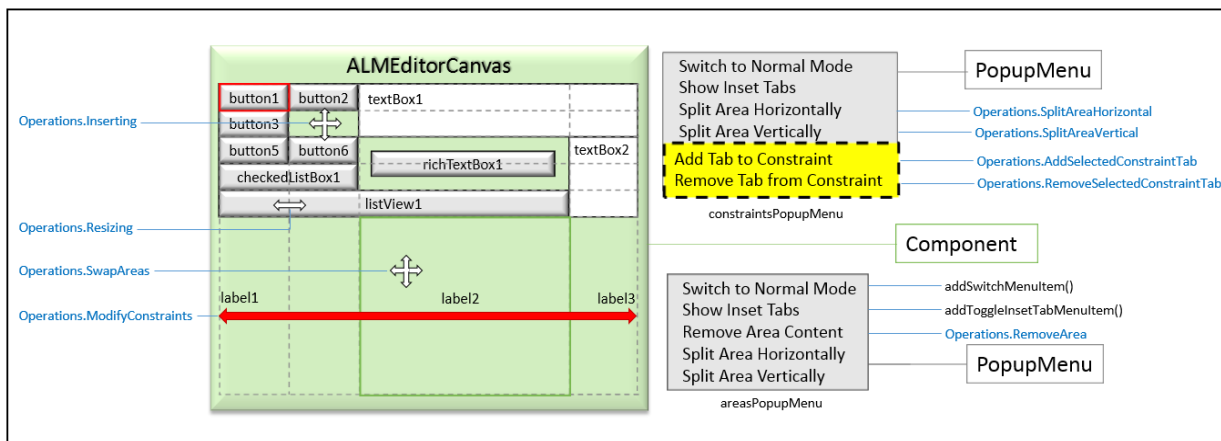 ALMEditorCanvas
button1
button2
textBox1
button3
button5
button6
textBox2
richTextBox1
checkedListBox1
listView1
label1
label2
label3
Operations.Inserting
Operations.Resizing
Operations.SwapAreas
Operations.ModifyConstraints
Switch to Normal Mode
Show Inset Tabs
Split Area Horizontally
Split Area Vertically
Add Tab to Constraint
Remove Tab from Constraint
constraintsPopupMenu
PopupMenu
Operations.SplitAreaHorizontal
Operations.SplitAreaVertical
Operations.AddSelectedConstraintTab
Operations.RemoveSelectedConstraintTab
Component
Switch to Normal Mode
Show Inset Tabs
Remove Area Content
Split Area Horizontally
Split Area Vertically
areasPopupMenu
addSwitchMenuItem()
addToggleInsetTabMenuItem()
Operations.RemoveArea
PopupMenu